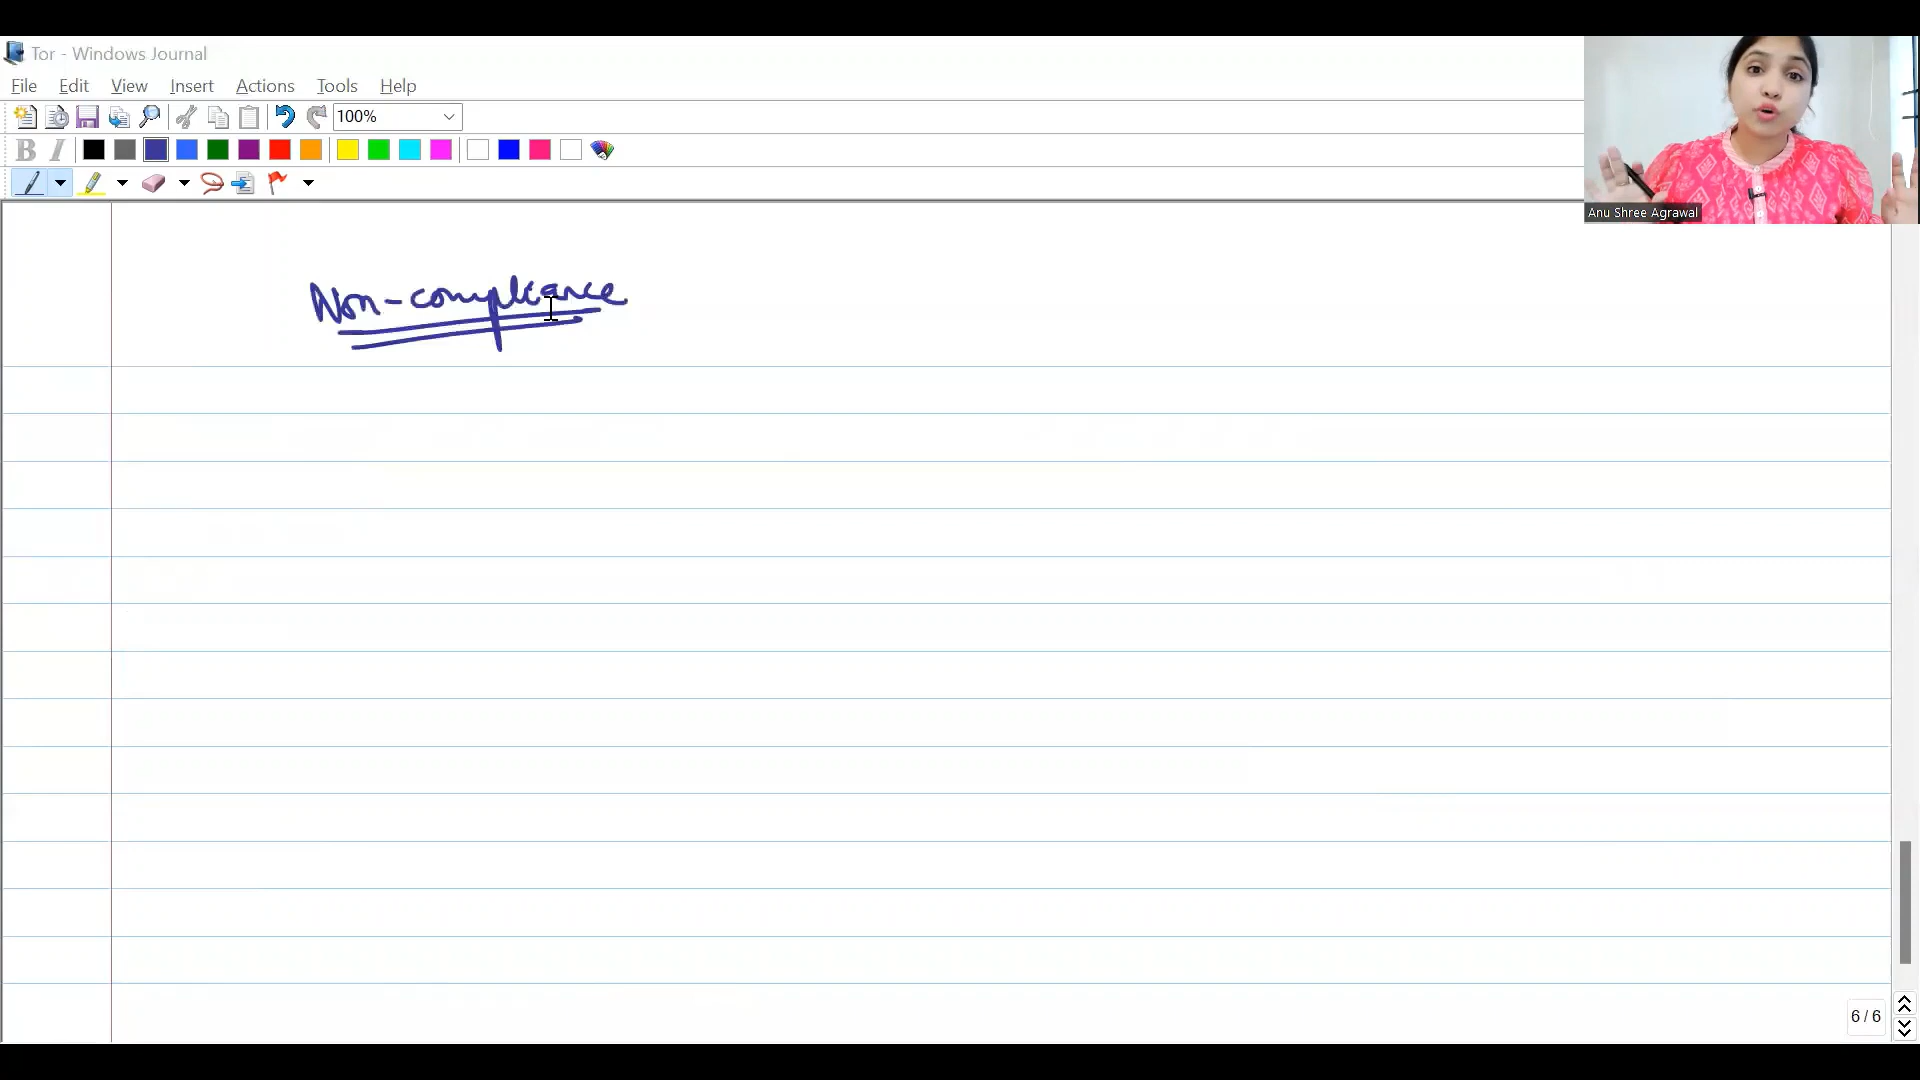 Tor - Windows Journal
File Edit View Insert Actions Tools Help
100%
B I
Anu Shree Agrawal
Non-compliance
6 / 6